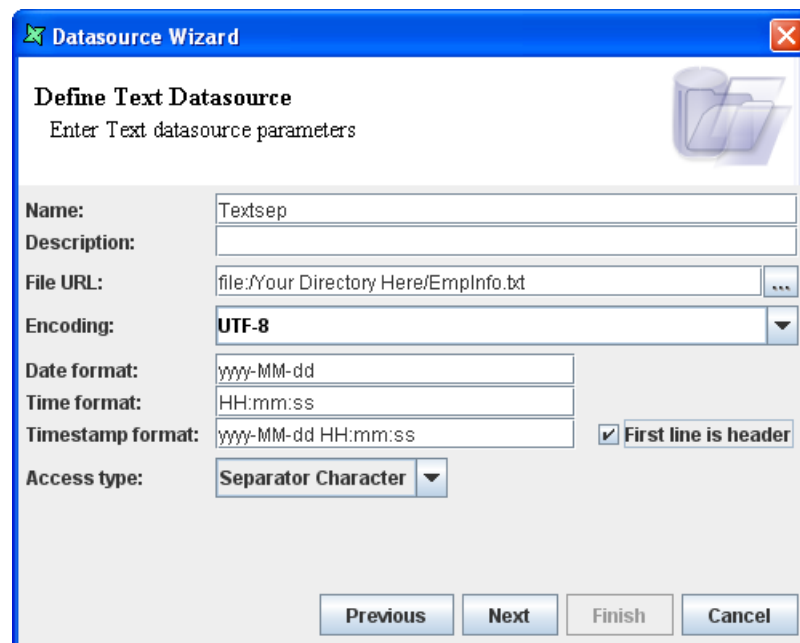 Datasource Wizard
Define Text Datasource
Enter Text datasource parameters
Name: Textsep
Description:
File URL: file:/Your Directory Here/EmpInfo.txt ...
Encoding: UTF-8
Date format: yyyy-MM-dd
Time format: HH:mm:ss
Timestamp format: yyyy-MM-dd HH:mm:ss First line is header
Access type: Separator Character
Previous Next Finish Cancel